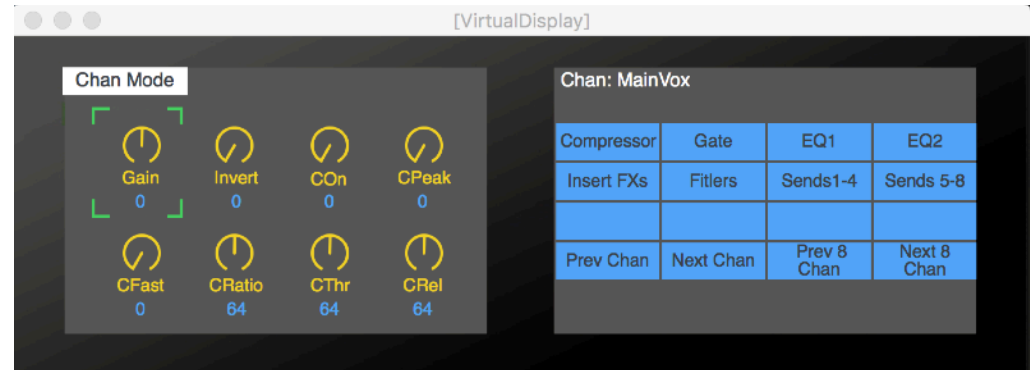 [VirtualDisplay]
Chan Mode
Gain Invert COn CPeak
0 0 0 0
CFast CRatio CThr CRel
0 64 64 64
Chan: MainVox
Compressor Gate EQ1 EQ2
Insert FXs Fitlers Sends1-4 Sends 5-8
Prev Chan Next Chan Prev 8 Chan Next 8 Chan